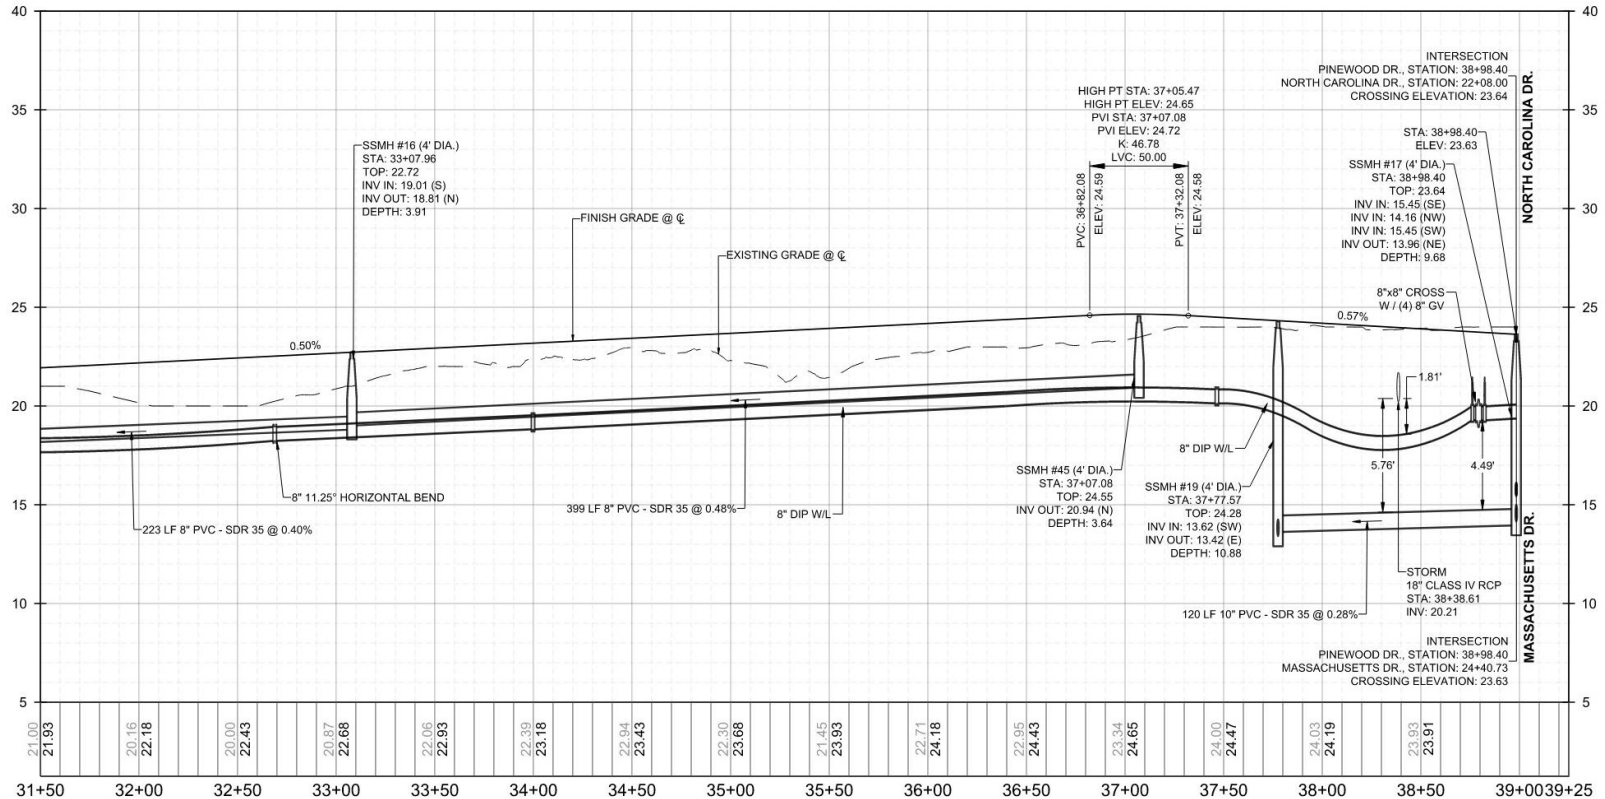 40
35
30
25
20
15
10
5
40
35
30
25
20
15
10
5
SSMH #16 (4' DIA.)
STA: 33+07.96
TOP: 22.72
INV IN: 19.01 (S)
INV OUT: 18.81 (N)
DEPTH: 3.91
FINISH GRADE @ ℄
EXISTING GRADE @ ℄
HIGH PT STA: 37+05.47
HIGH PT ELEV: 24.65
PVI STA: 37+07.08
PVI ELEV: 24.72
K: 46.78
LVC: 50.00
PVC: 36+82.08
ELEV: 24.59
PVT: 37+32.08
ELEV: 24.58
INTERSECTION
PINEWOOD DR., STATION: 38+98.40
NORTH CAROLINA DR., STATION: 22+08.00
CROSSING ELEVATION: 23.64
NORTH CAROLINA DR.
STA: 38+98.40
ELEV: 23.63
SSMH #17 (4' DIA.)
STA: 38+98.40
TOP: 23.64
INV IN: 15.45 (SE)
INV IN: 14.16 (NW)
INV IN: 15.45 (SW)
INV OUT: 13.96 (NE)
DEPTH: 9.68
8"x8" CROSS
W / (4) 8" GV
0.50%
0.57%
1.81'
5.76'
4.49'
8" 11.25° HORIZONTAL BEND
223 LF 8" PVC - SDR 35 @ 0.40%
399 LF 8" PVC - SDR 35 @ 0.48%
8" DIP W/L
SSMH #45 (4' DIA.)
STA: 37+07.08
TOP: 24.55
INV OUT: 20.94 (N)
DEPTH: 3.64
8" DIP W/L
SSMH #19 (4' DIA.)
STA: 37+77.57
TOP: 24.28
INV IN: 13.62 (SW)
INV OUT: 13.42 (E)
DEPTH: 10.88
STORM
18" CLASS IV RCP
STA: 38+38.61
INV: 20.21
120 LF 10" PVC - SDR 35 @ 0.28%
INTERSECTION
PINEWOOD DR., STATION: 38+98.40
MASSACHUSETTS DR., STATION: 24+40.73
CROSSING ELEVATION: 23.63
MASSACHUSETTS DR.
21.00
21.93
20.16
22.18
20.00
22.43
20.87
22.68
22.06
22.93
22.39
23.18
22.94
23.43
22.30
23.68
21.45
23.93
22.71
24.18
22.95
24.43
23.34
24.65
24.00
24.47
24.03
24.19
23.93
23.91
31+50 32+00 32+50 33+00 33+50 34+00 34+50 35+00 35+50 36+00 36+50 37+00 37+50 38+00 38+50 39+00 39+25